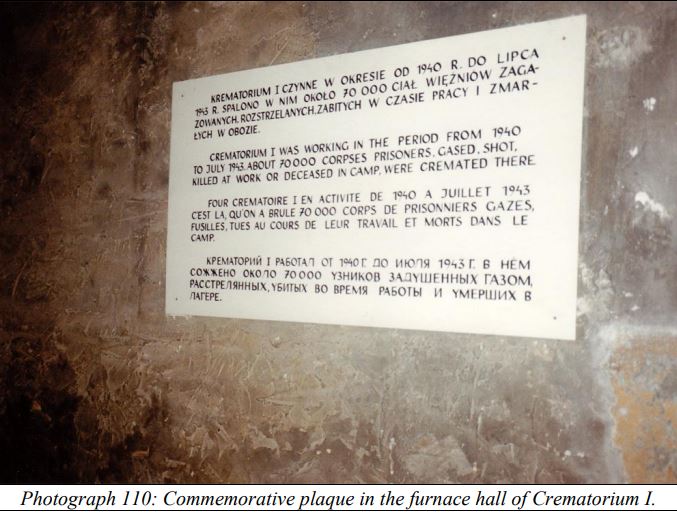 KREMATORIUM I CZYNNE W OKRESIE OD 1940 R. DO LIPCA
1943 R. SPALONO W NIM OKOŁO 70 000 CIAŁ WIĘŹNIÓW ZAGA-
ZOWANYCH, ROZSTRZELANYCH, ZABITYCH W CZASIE PRACY I ZMAR-
ŁYCH W OBOZIE.
CREMATORIUM I WAS WORKING IN THE PERIOD FROM 1940
TO JULY 1943. ABOUT 70000 CORPSES PRISONERS, GASED, SHOT,
KILLED AT WORK OR DECEASED IN CAMP, WERE CREMATED THERE
FOUR CREMATOIRE I EN ACTIVITE DE 1940 A JUILLET 1943
C'EST LA, QU'ON A BRULE 70 000 CORPS DE PRISONNIERS GAZES,
FUSILLES, TUES AU COURS DE LEUR TRAVAIL ET MORTS DANS LE
CAMP.
КРЕМАТОРИЙ I РАБОТАЛ ОТ 1940 Г. ДО ИЮЛЯ 1943 Г. В НЕМ
СОЖЖЕНО ОКОЛО 70000 УЗНИКОВ ЗАДУШЕННЫХ ГАЗОМ,
РАССТРЕЛЯННЫХ, УБИТЫХ ВО ВРЕМЯ РАБОТЫ И УМЕРШИХ В
ЛАГЕРЕ.
Photograph 110: Commemorative plaque in the furnace hall of Crematorium I.